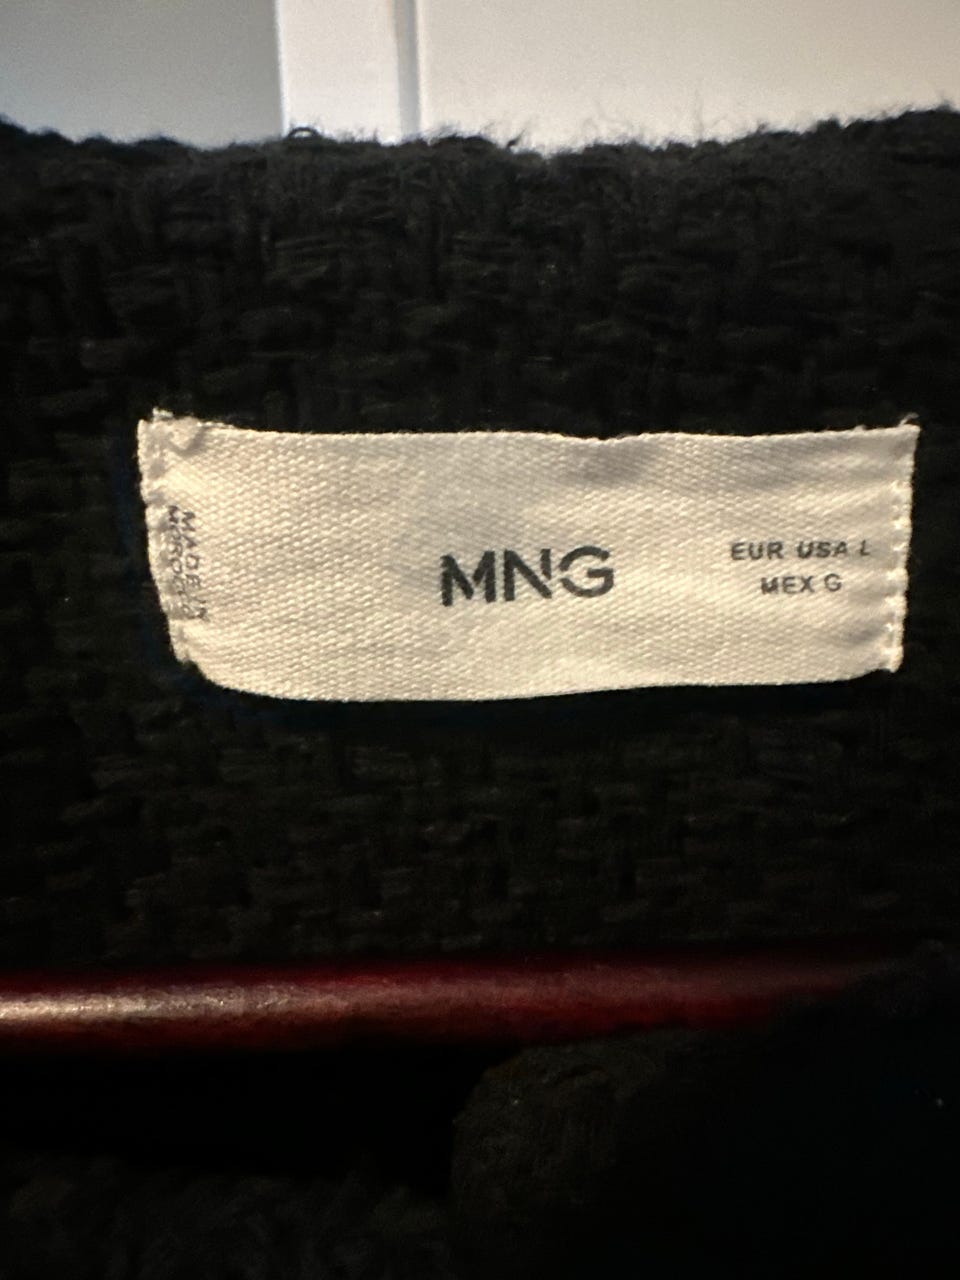 MADE IN
MOROCCO
MNG
EUR USA L
MEX G